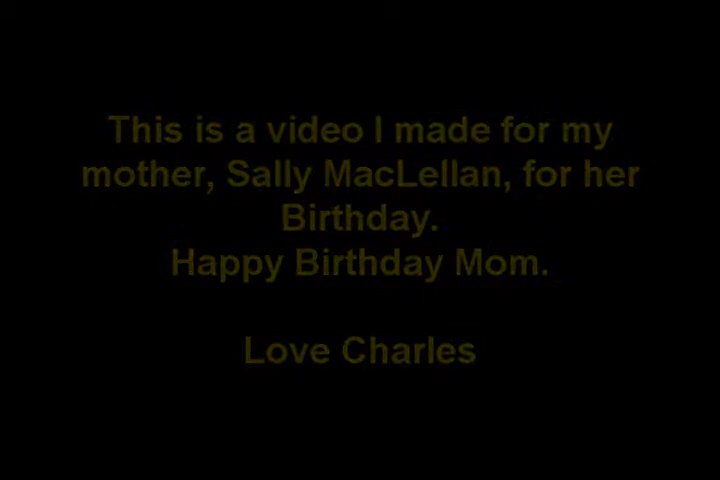 This is a video I made for my
mother, Sally MacLellan, for her
Birthday.
Happy Birthday Mom.
Love Charles